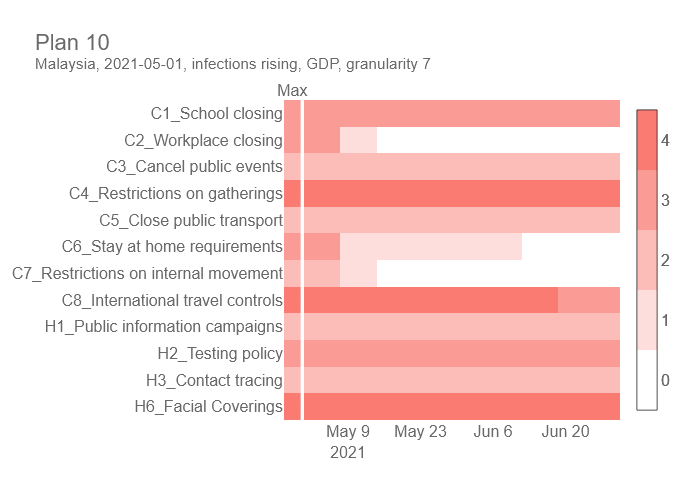 Plan 10
Malaysia, 2021-05-01, infections rising, GDP, granularity 7
Max
C1_School closing
C2_Workplace closing
C3_Cancel public events
C4_Restrictions on gatherings
C5_Close public transport
C6_Stay at home requirements
C7_Restrictions on internal movement
C8_International travel controls
H1_Public information campaigns
H2_Testing policy
H3_Contact tracing
H6_Facial Coverings
4
3
2
1
0
May 9 May 23 Jun 6 Jun 20
2021